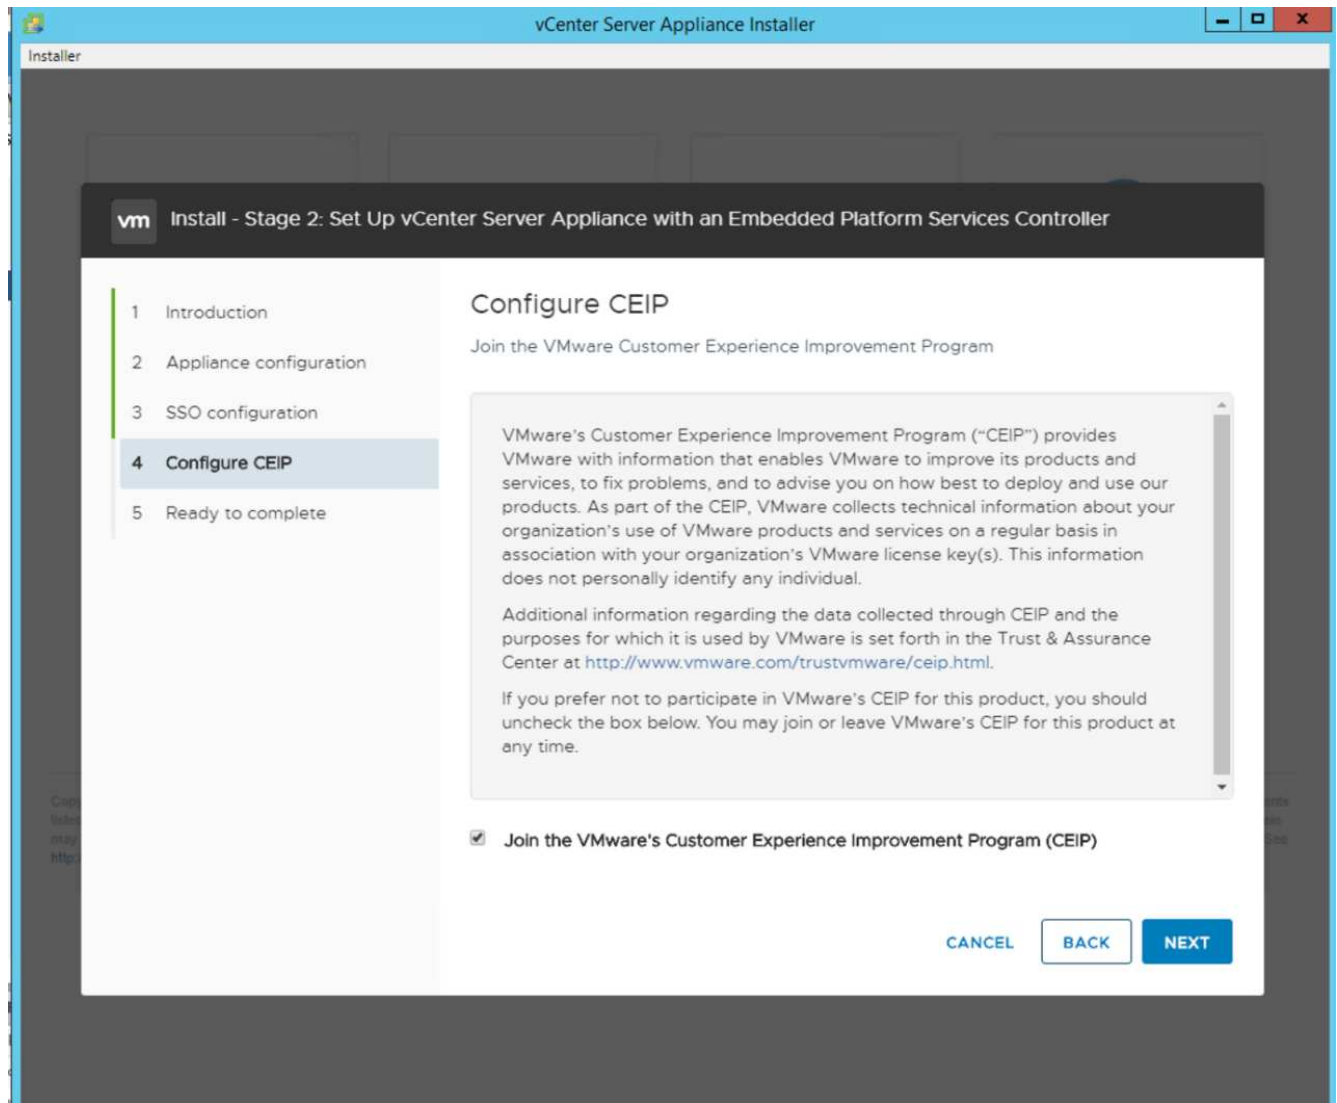 vCenter Server Appliance Installer
Installer
vm Install - Stage 2: Set Up vCenter Server Appliance with an Embedded Platform Services Controller
1 Introduction
2 Appliance configuration
3 SSO configuration
4 Configure CEIP
5 Ready to complete
Configure CEIP
Join the VMware Customer Experience Improvement Program
VMware's Customer Experience Improvement Program (“CEIP”) provides
VMware with information that enables VMware to improve its products and
services, to fix problems, and to advise you on how best to deploy and use our
products. As part of the CEIP, VMware collects technical information about your
organization's use of VMware products and services on a regular basis in
association with your organization's VMware license key(s). This information
does not personally identify any individual.
Additional information regarding the data collected through CEIP and the
purposes for which it is used by VMware is set forth in the Trust & Assurance
Center at http://www.vmware.com/trustvmware/ceip.html.
If you prefer not to participate in VMware's CEIP for this product, you should
uncheck the box below. You may join or leave VMware's CEIP for this product at
any time.
Join the VMware's Customer Experience Improvement Program (CEIP)
CANCEL BACK NEXT
may
See